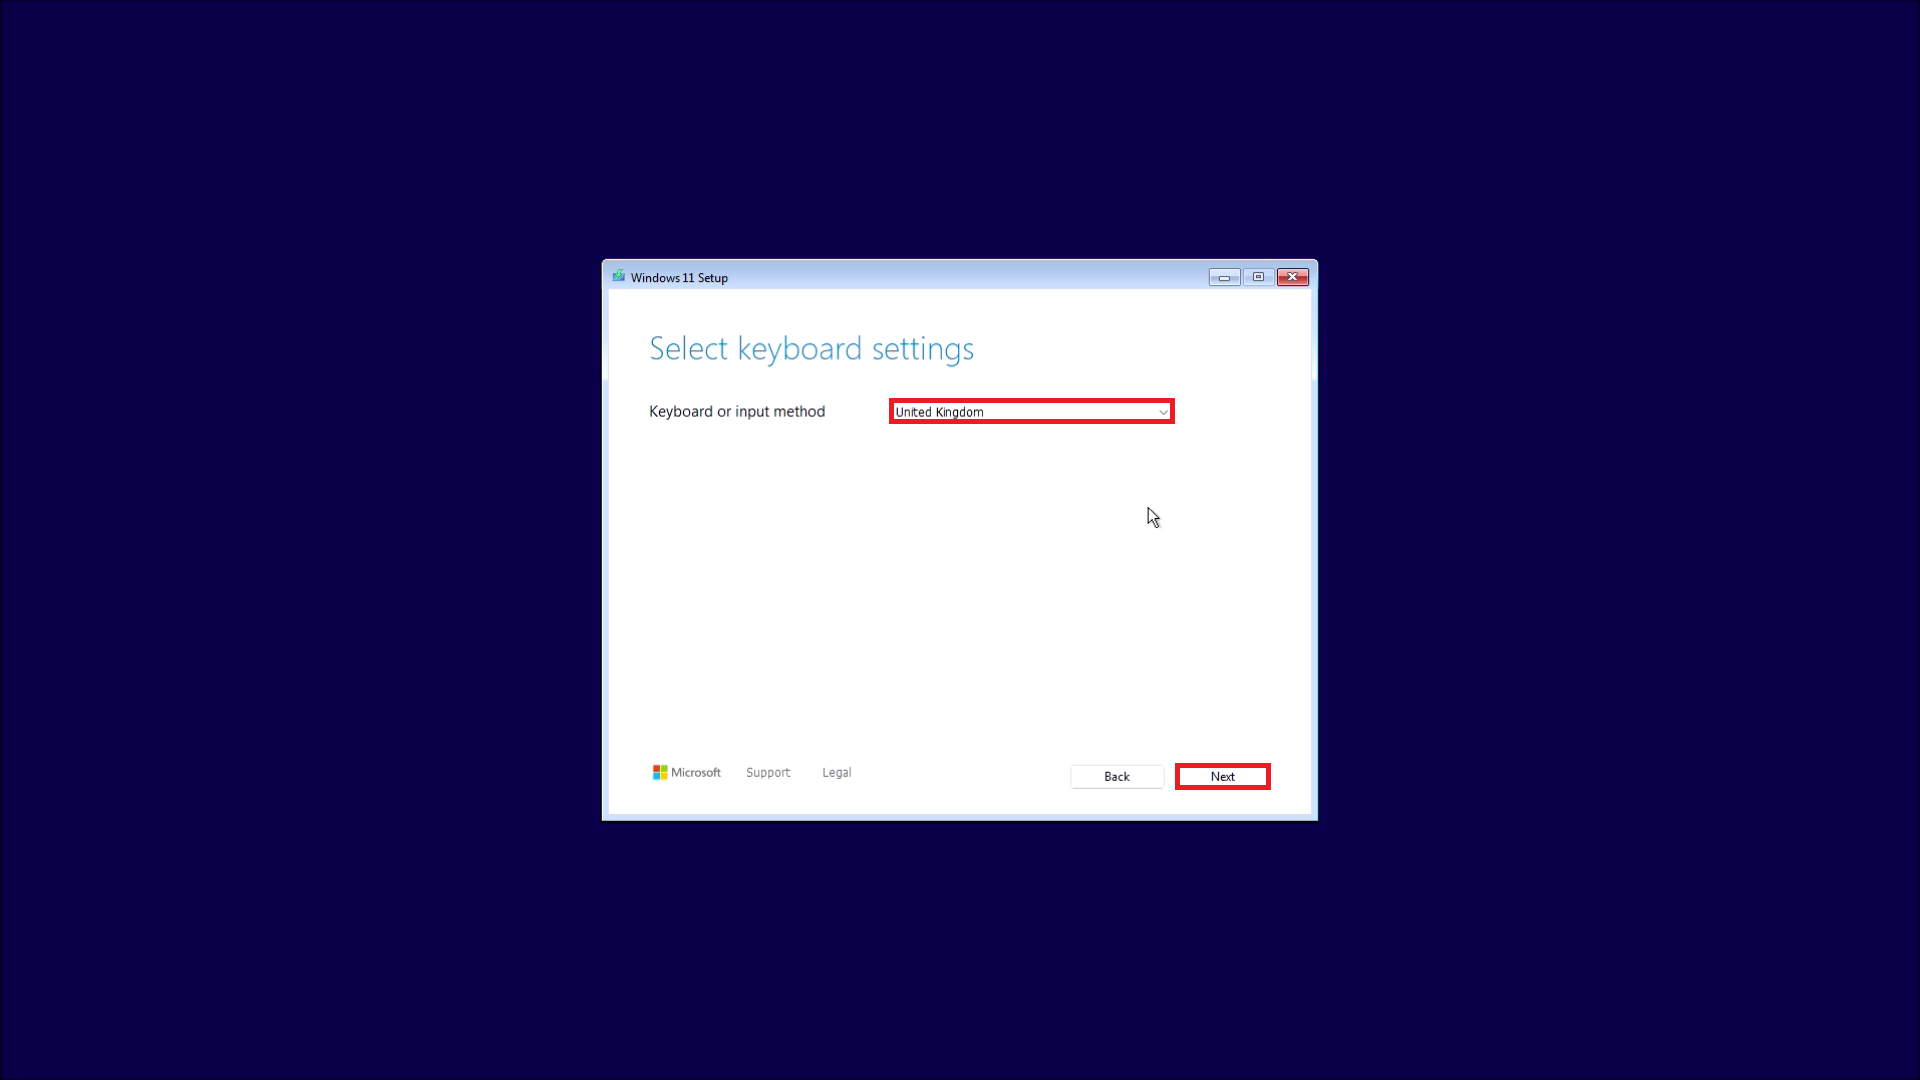 Windows 11 Setup
Select keyboard settings
Keyboard or input method
United Kingdom
Microsoft
Support
Legal
Back
Next